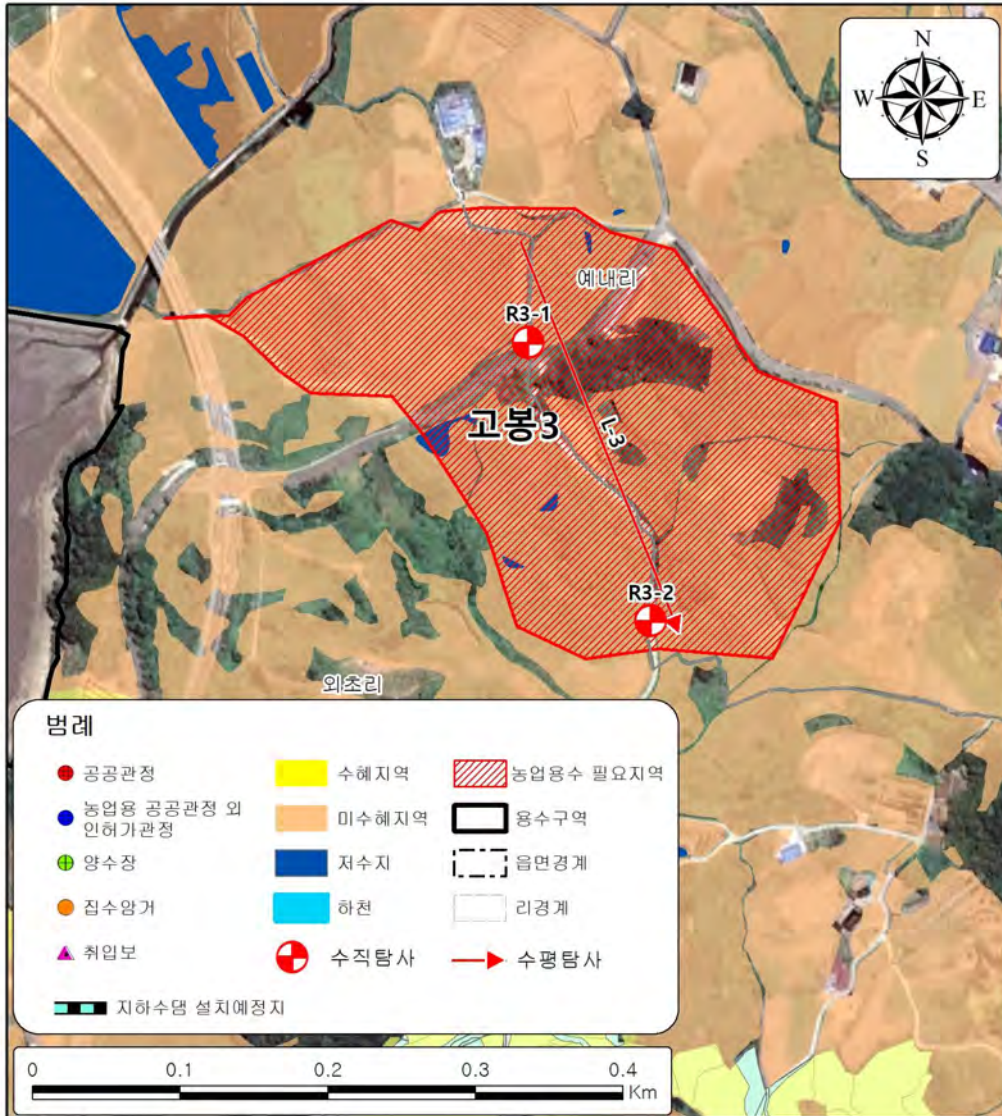 N
W E
S
예내리
R3-1
고봉3
L-3
R3-2
외초리
범례
공공관정
농업용 공공관정 외
인허가관정
양수장
집수암거
취입보
지하수댐 설치예정지
수혜지역
미수혜지역
저수지
하천
수직탐사
농업용수 필요지역
용수구역
읍면경계
리경계
수평탐사
0 0.1 0.2 0.3 0.4
Km